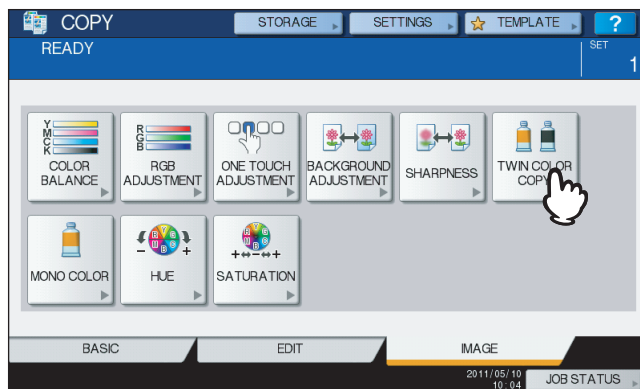 COPY
STORAGE
SETTINGS
TEMPLATE
?
READY
SET
1
Y
M
C
K
COLOR
BALANCE
R
G
B
RGB
ADJUSTMENT
ONE TOUCH
ADJUSTMENT
BACKGROUND
ADJUSTMENT
SHARPNESS
TWIN COLOR
COPY
MONO COLOR
- +
HUE
+↔−↔+
SATURATION
BASIC
EDIT
IMAGE
2011/05/10
10:04
JOB STATUS